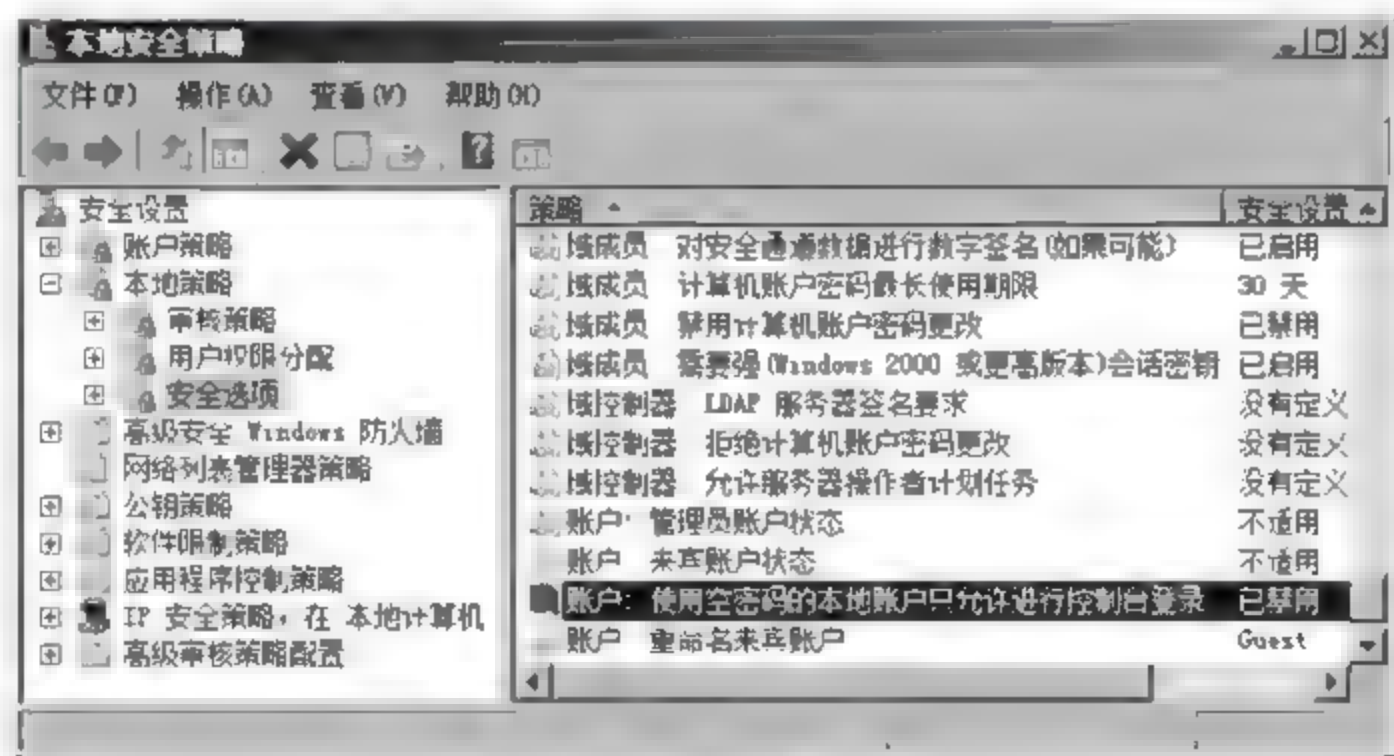 本地安全策略
文件(F) 操作(A) 查看(V) 帮助(H)
安全设置
账户策略
本地策略
审核策略
用户权限分配
安全选项
高级安全 Windows 防火墙
网络列表管理器策略
公钥策略
软件限制策略
应用程序控制策略
IP 安全策略，在 本地计算机
高级审核策略配置
策略 安全设置
域成员 对安全通道数据进行数字签名(如果可能) 已启用
域成员 计算机账户密码最长使用期限 30 天
域成员 禁用计算机账户密码更改 已禁用
域成员 需要强(Windows 2000 或更高版本)会话密钥 已启用
域控制器 LDAP 服务器签名要求 没有定义
域控制器 拒绝计算机账户密码更改 没有定义
域控制器 允许服务器操作者计划任务 没有定义
账户: 管理员账户状态 不适用
账户 来宾账户状态 不适用
账户: 使用空密码的本地账户只允许进行控制台登录 已禁用
账户 重命名来宾账户 Guest